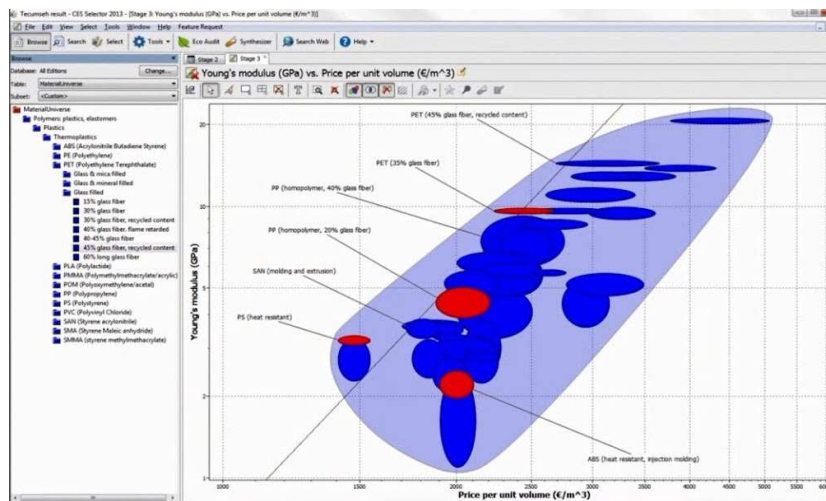 Tecumseh result - CES Selector 2013 - [Stage 3: Young's modulus (GPa) vs. Price per unit volume (€/m^3)]
File Edit View Select Tools Window Help Feature Request
Browse Search Select Tools Eco Audit Synthesizer Search Web Help
Browse
Database: All Editions Change...
Table: MaterialUniverse
Subset: <Custom>
MaterialUniverse
Polymers: plastics, elastomers
Plastics
Thermoplastics
ABS (Acrylonitrile Butadiane Styrene)
PE (Polyethylene)
PET (Polyethylene Terephthalate)
Glass & mica filled
Glass & mineral filled
Glass filled
15% glass fiber
30% glass fiber
30% glass fiber, recycled content
40% glass fiber, flame retarded
40-45% glass fiber
45% glass fiber, recycled content
60% long glass fiber
PLA (Polylactide)
PMMA (Polymethylmethacrylate/acrylic)
POM (Polyoxymethylene/acetal)
PP (Polypropylene)
PS (Polystyrene)
PVC (Polyvinyl Chloride)
SAN (Styrene acrylonitrile)
SMA (Styrene Maleic anhydride)
SMMA (styrene methylmethacrylate)
Stage 2 Stage 3
Young's modulus (GPa) vs. Price per unit volume (€/m^3)
Young's modulus (GPa)
20
10
5
2
1
PET (45% glass fiber, recycled content)
PET (35% glass fiber)
PP (homopolymer, 40% glass fiber)
PP (homopolymer, 20% glass fiber)
SAN (molding and extrusion)
PS (heat resistant)
ABS (heat resistant, injection molding)
1000 1500 2000 2500 3000 3500 4000 4500 5000
Price per unit volume (€/m^3)